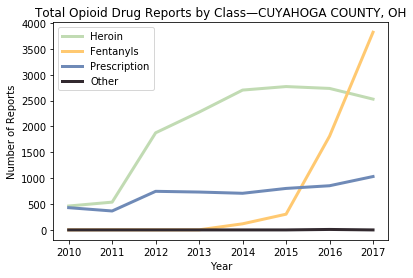 Total Opioid Drug Reports by Class—CUYAHOGA COUNTY, OH
Heroin
Fentanyls
Prescription
Other
Number of Reports
4000
3500
3000
2500
2000
1500
1000
500
0
2010 2011 2012 2013 2014 2015 2016 2017
Year